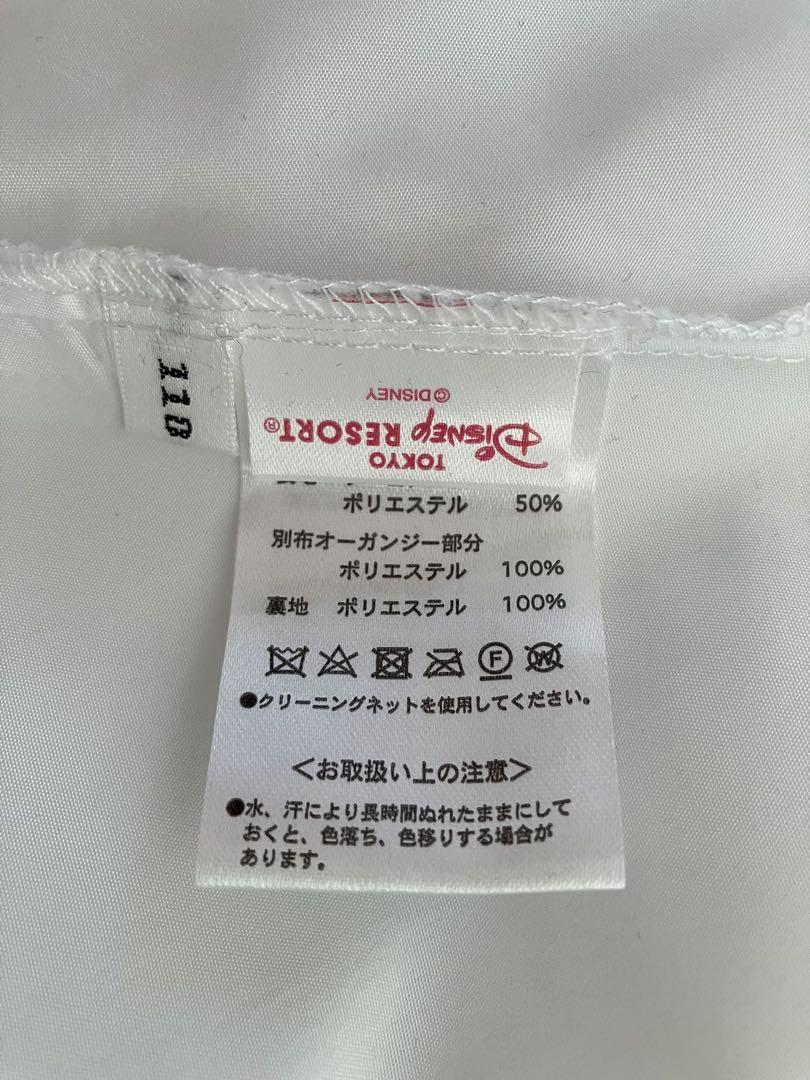 110
© DISNEY
TOKYO
DISNEY RESORT®
ポリエステル 50%
別布オーガンジー部分
ポリエステル 100%
裏地 ポリエステル 100%
F W
●クリーニングネットを使用してください。
＜お取扱い上の注意＞
●水、汗により長時間ぬれたままにして
おくと、色落ち、色移りする場合が
あります。